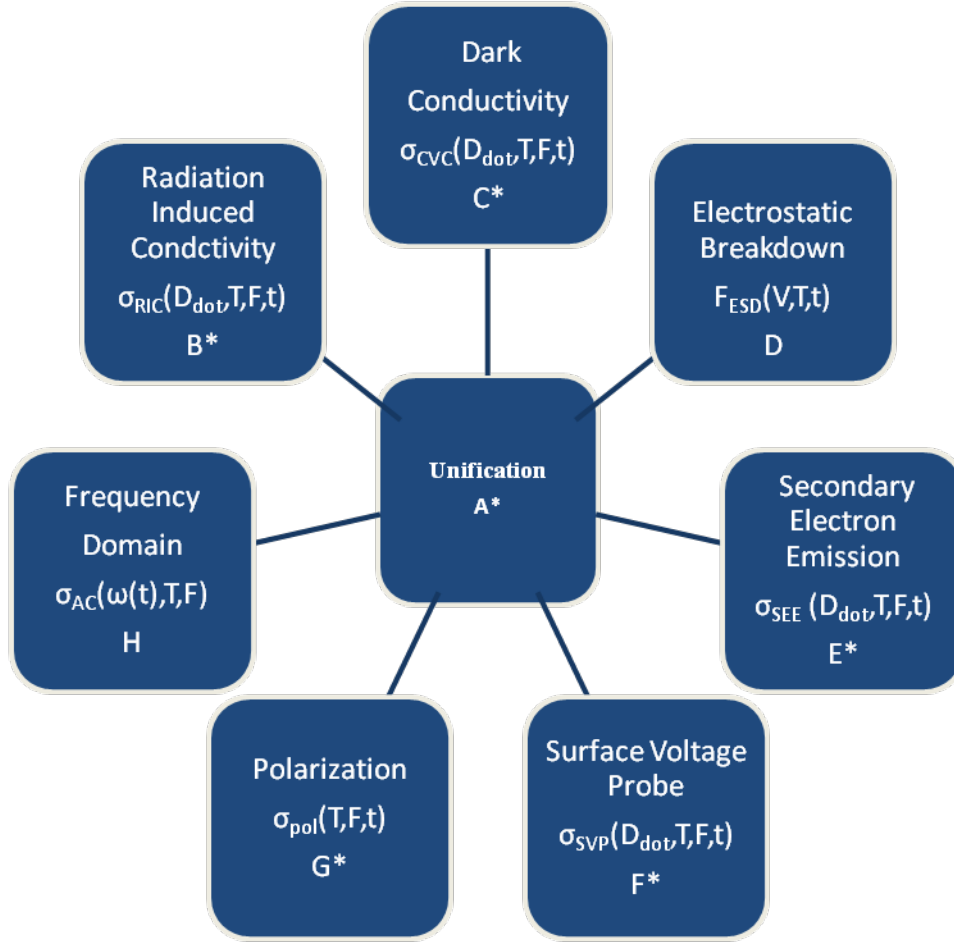 Dark
Conductivity
σCVC(Ddot,T,F,t)
C*
Radiation
Induced
Condctivity
σRIC(Ddot,T,F,t)
B*
Electrostatic
Breakdown
FESD(V,T,t)
D
Unification
A*
Frequency
Domain
σAC(ω(t),T,F)
H
Secondary
Electron
Emission
σSEE (Ddot,T,F,t)
E*
Polarization
σpol(T,F,t)
G*
Surface Voltage
Probe
σSVP(Ddot,T,F,t)
F*